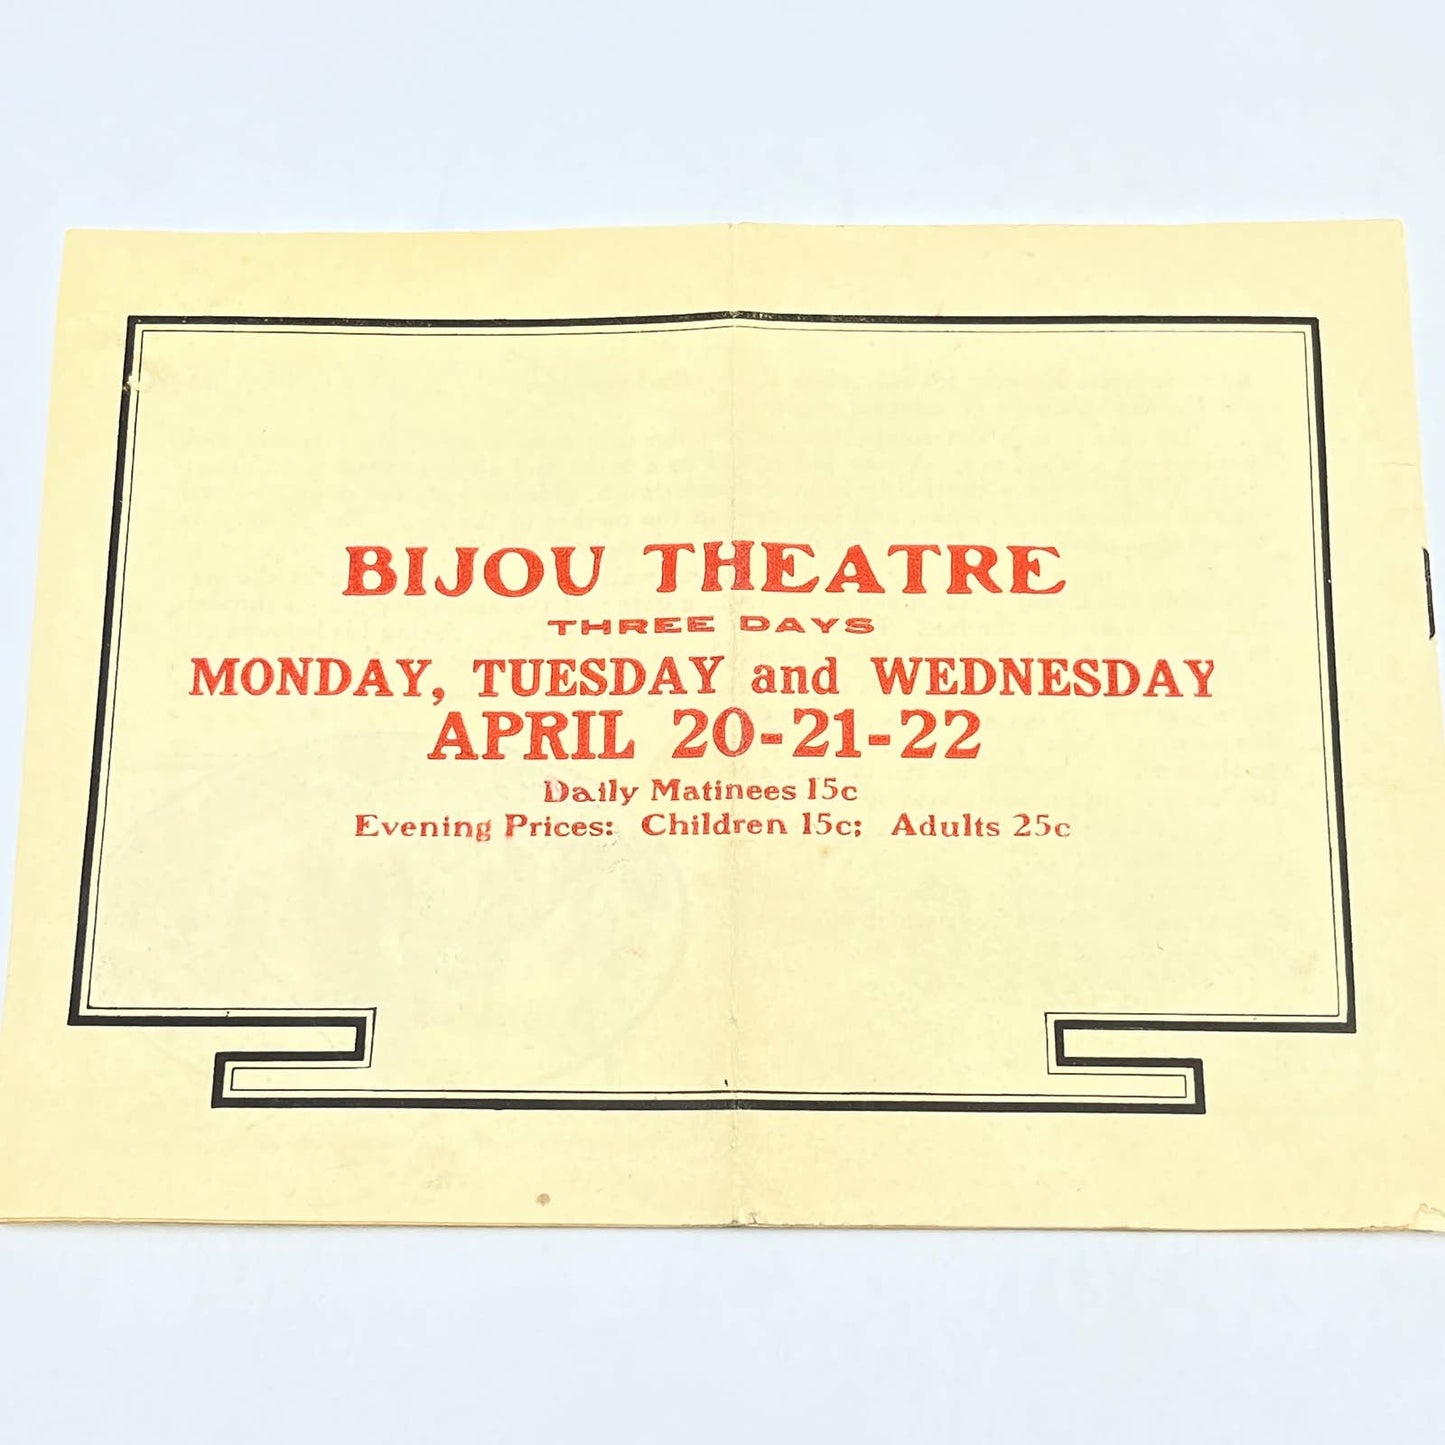 BIJOU THEATRE
THREE DAYS
MONDAY, TUESDAY and WEDNESDAY
APRIL 20-21-22
Daily Matinees 15c
Evening Prices: Children 15c; Adults 25c